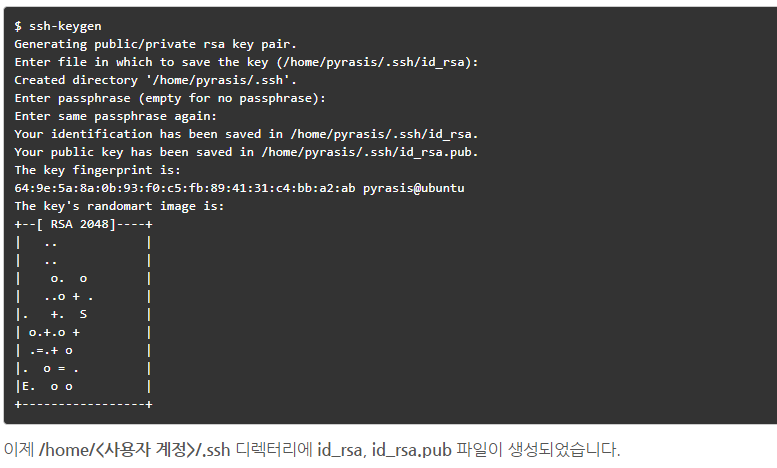 $ ssh-keygen
Generating public/private rsa key pair.
Enter file in which to save the key (/home/pyrasis/.ssh/id_rsa):
Created directory '/home/pyrasis/.ssh'.
Enter passphrase (empty for no passphrase):
Enter same passphrase again:
Your identification has been saved in /home/pyrasis/.ssh/id_rsa.
Your public key has been saved in /home/pyrasis/.ssh/id_rsa.pub.
The key fingerprint is:
64:9e:5a:8a:0b:93:f0:c5:fb:89:41:31:c4:bb:a2:ab pyrasis@ubuntu
The key's randomart image is:
+--[ RSA 2048]----+
|   ..            |
|   ..            |
|    o.  o        |
|   ..o + .       |
|.   +.  S        |
| o.+.o +         |
| .=.+ o          |
|.  o = .         |
|E.  o o          |
+-----------------+
이제 /home/<사용자 계정>/.ssh 디렉터리에 id_rsa, id_rsa.pub 파일이 생성되었습니다.